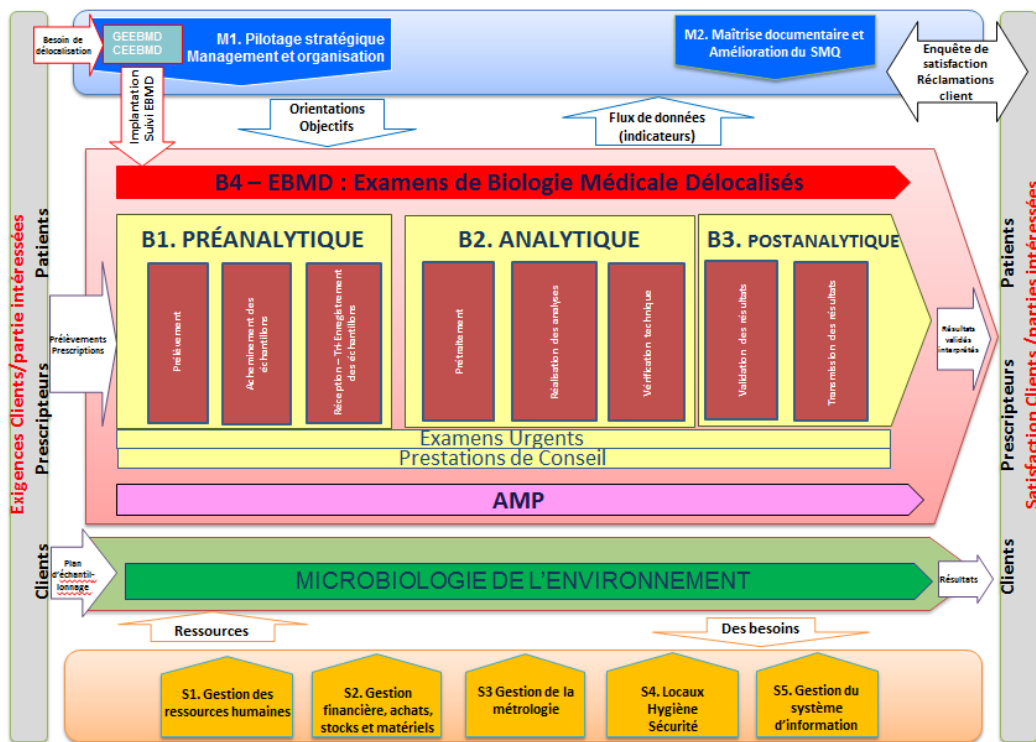 Besoin de
délocalisation
GEEBMD
CEEBMD
M1. Pilotage stratégique
Management et organisation
M2. Maîtrise documentaire et
Amélioration du SMQ
Enquête de
satisfaction
Réclamations
client
Implantation
Suivi EBMD
Orientations
Objectifs
Flux de données
(indicateurs)
Exigences Clients/partie intéressées
Patients
Prescripteurs
Clients
B4 – EBMD : Examens de Biologie Médicale Délocalisés
Prélèvements
Prescriptions
B1. PRÉANALYTIQUE
Prélèvement
Acheminement des
échantillons
Réception – Tri- Enregistrement
des échantillons
B2. ANALYTIQUE
Prétraitement
Réalisation des analyses
Vérification technique
B3. POSTANALYTIQUE
Validation des résultats
Transmission des résultats
Résultats
validés
interprétés
Examens Urgents
Prestations de Conseil
AMP
Plan
d'échantil-
lonnage
MICROBIOLOGIE DE L'ENVIRONNEMENT
Résultats
Patients
Prescripteurs
Clients
Satisfaction Clients /parties intéressées
Ressources
Des besoins
S1. Gestion des
ressources humaines
S2. Gestion
financière, achats,
stocks et matériels
S3 Gestion de la
métrologie
S4. Locaux
Hygiène
Sécurité
S5. Gestion du
système
d'information